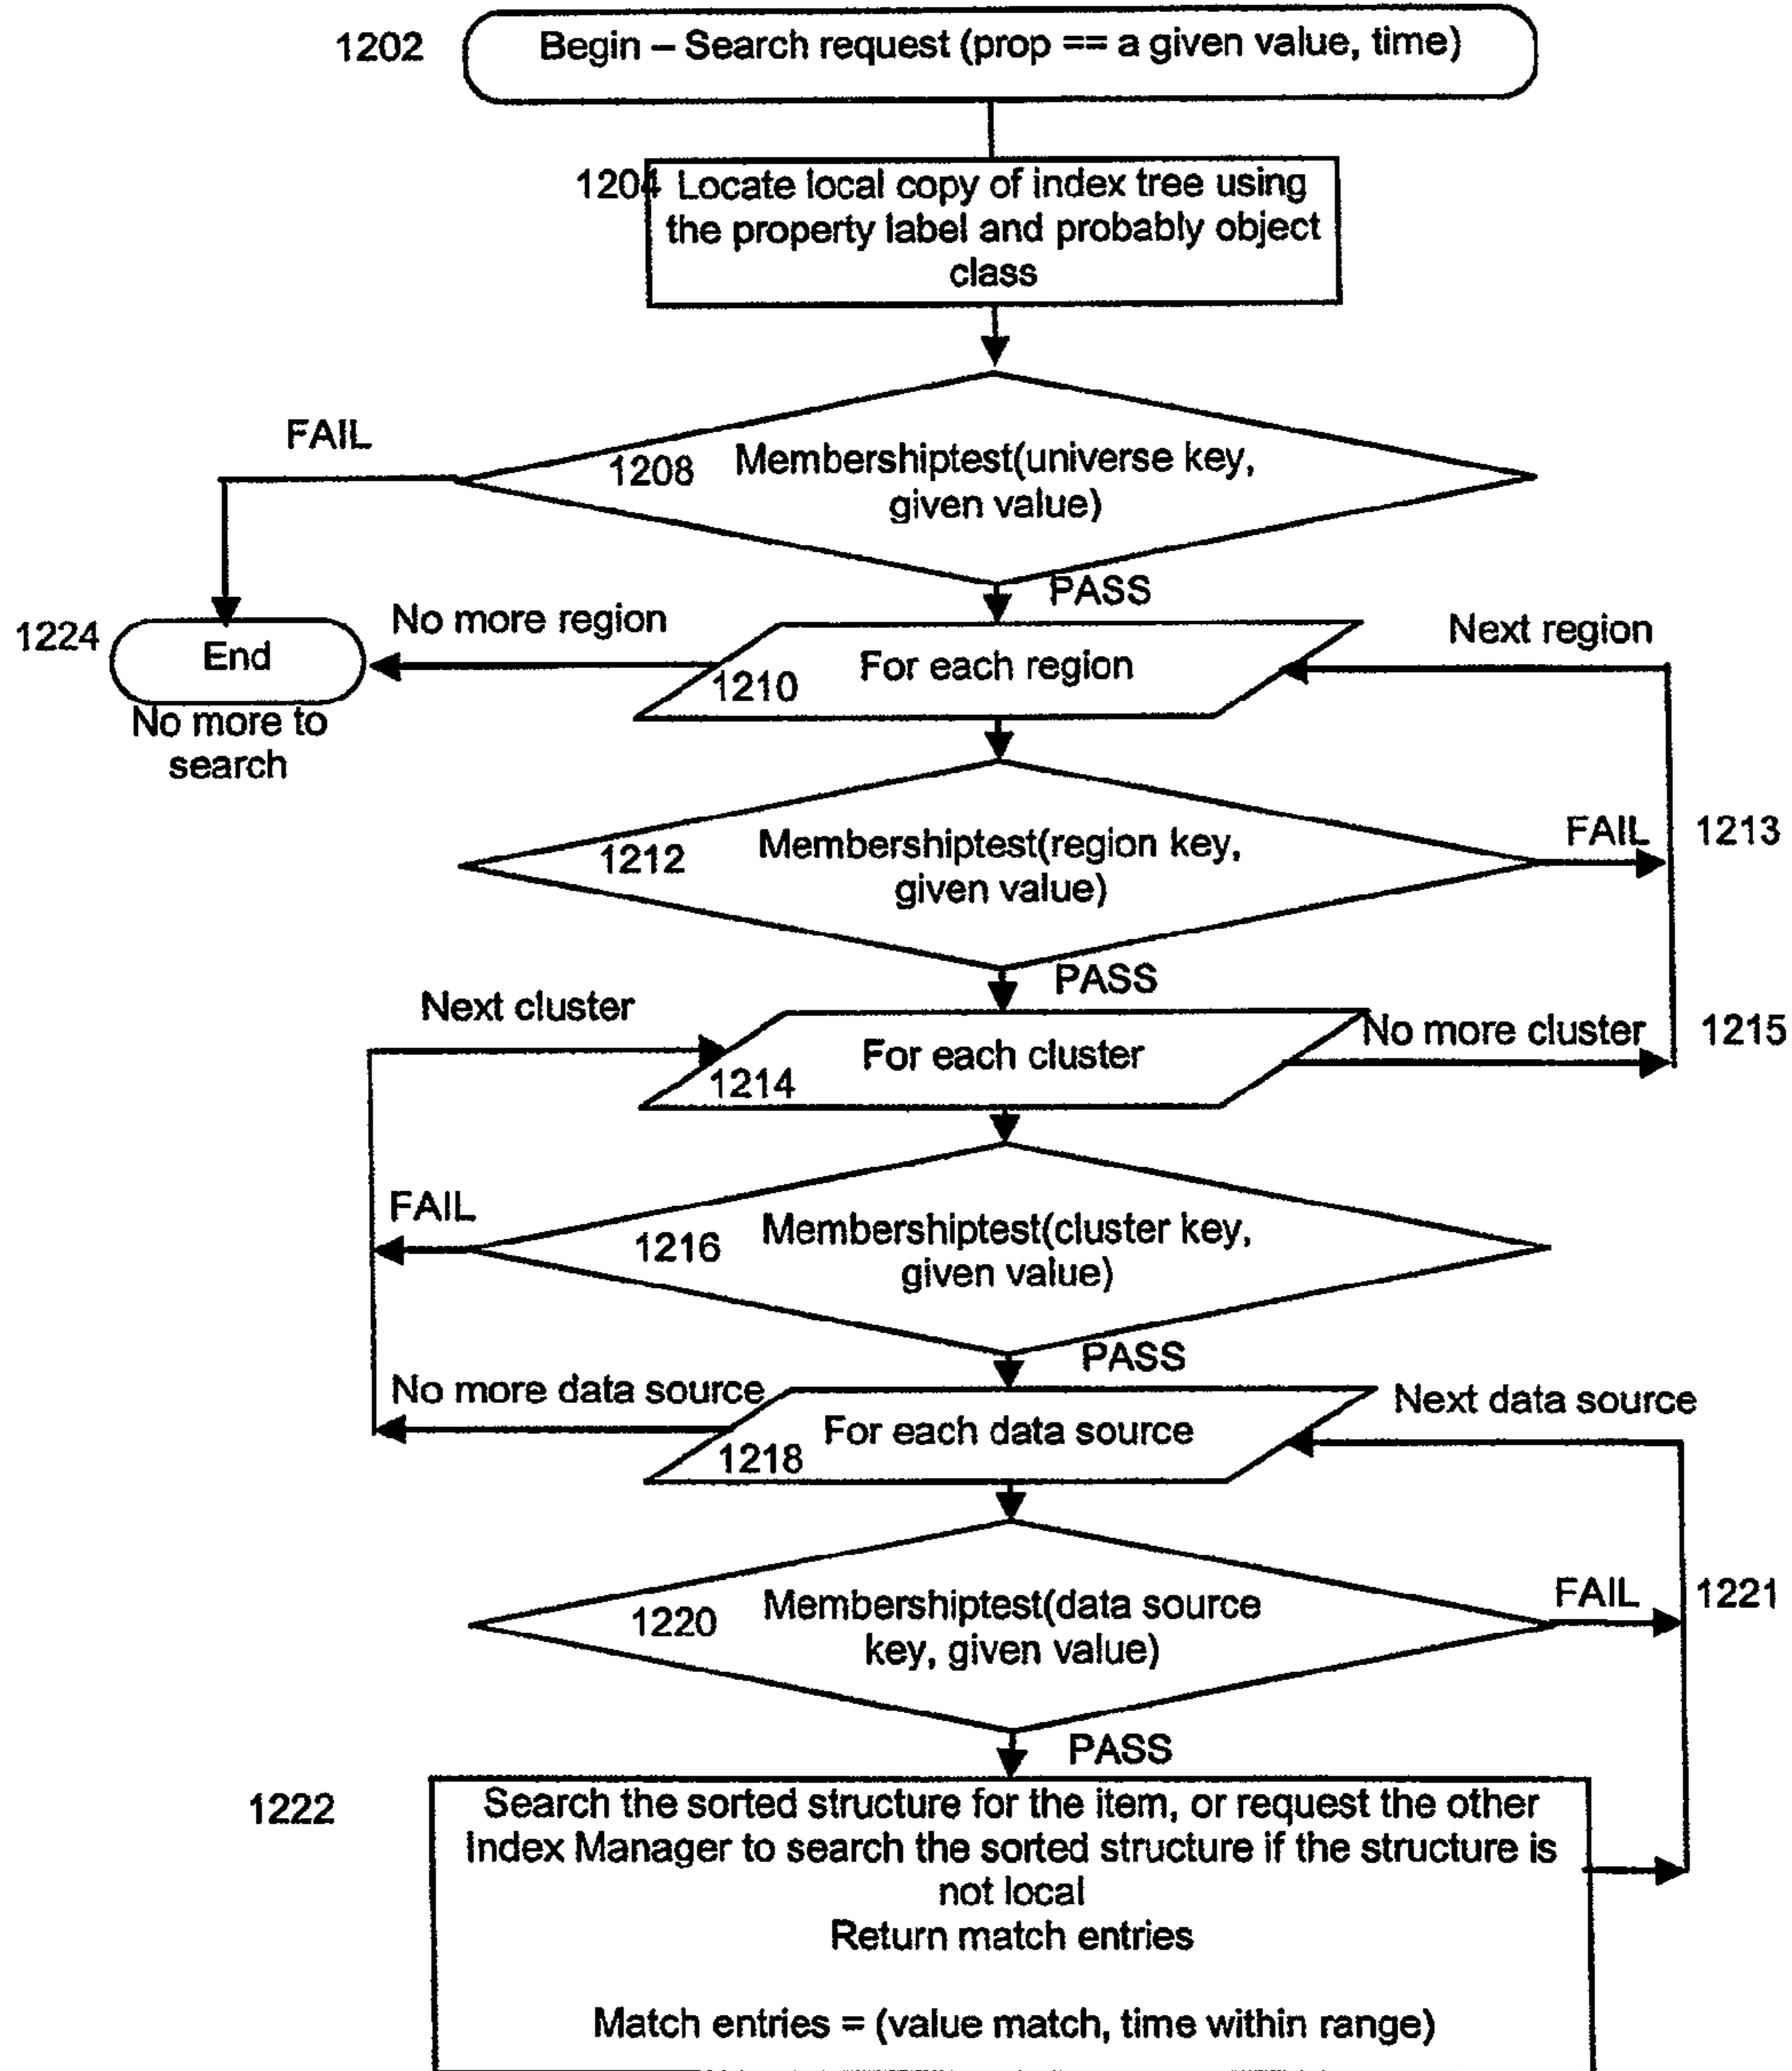 1202
Begin – Search request (prop == a given value, time)
1204 Locate local copy of index tree using
the property label and probably object
class
FAIL
1208
Membershiptest(universe key,
given value)
PASS
1224
End
No more to
search
No more region
For each region
1210
Next region
1212
Membershiptest(region key,
given value)
FAIL
1213
PASS
Next cluster
For each cluster
1214
No more cluster
1215
FAIL
1216
Membershiptest(cluster key,
given value)
PASS
No more data source
For each data source
1218
Next data source
1220
Membershiptest(data source
key, given value)
FAIL
1221
PASS
1222
Search the sorted structure for the item, or request the other
Index Manager to search the sorted structure if the structure is
not local
Return match entries
Match entries = (value match, time within range)